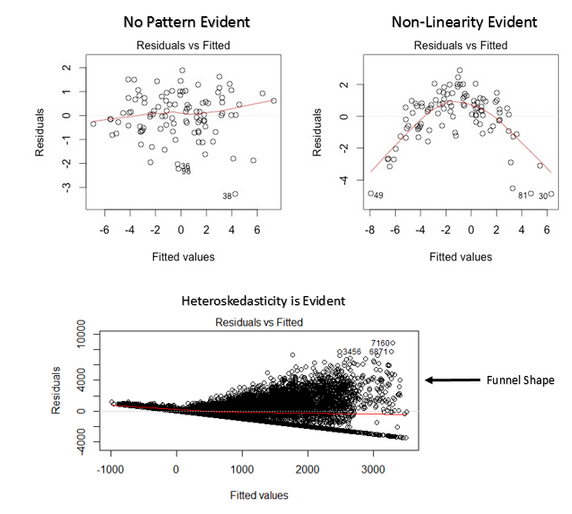 No Pattern Evident
Residuals vs Fitted
Residuals
2
1
0
-1
-2
-3
36
98
38
-6 -4 -2 0 2 4 6
Fitted values
Non-Linearity Evident
Residuals vs Fitted
Residuals
2
0
-2
-4
49
81
30
-8 -6 -4 -2 0 2 4 6
Fitted values
Heteroskedasticity is Evident
Residuals vs Fitted
Residuals
10000
4000
0
-4000
7160
3456 6871
-1000 0 1000 2000 3000
Fitted values
Funnel Shape